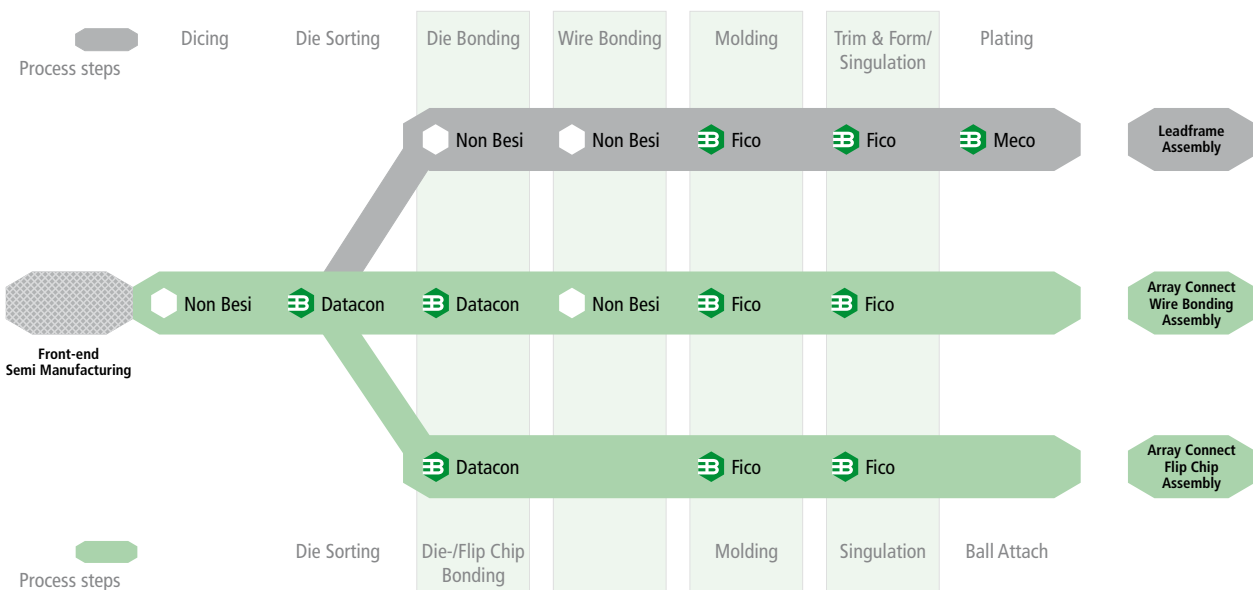 Dicing
Die Sorting
Die Bonding
Wire Bonding
Molding
Trim & Form/
Singulation
Plating
Process steps
Non Besi
Non Besi
Fico
Fico
Meco
Leadframe
Assembly
Non Besi
Datacon
Datacon
Non Besi
Fico
Fico
Array Connect
Wire Bonding
Assembly
Front-end
Semi Manufacturing
Datacon
Fico
Fico
Array Connect
Flip Chip
Assembly
Die Sorting
Die-/Flip Chip
Bonding
Molding
Singulation
Ball Attach
Process steps